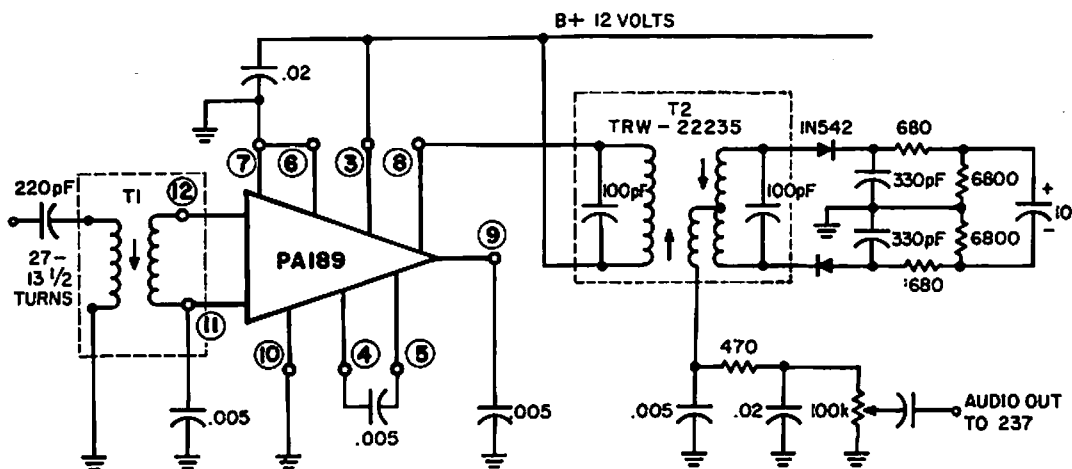 B+ 12 VOLTS
.02
T2
TRW - 22235
1N542
680
7
6
3
8
220pF
T1
12
100pF
100pF
330pF
6800
+
10
-
27-
13 1/2
TURNS
PA189
9
330pF
6800
680
11
10
4
5
470
.005
.005
.005
.005
.02
100k
AUDIO OUT
TO 237